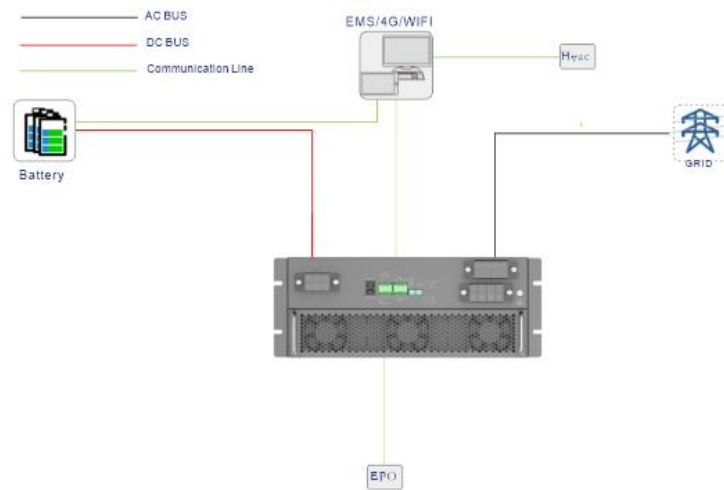 AC BUS
DC BUS
Communication Line
EMS/4G/WIFI
Hvac
Battery
GRID
EPO